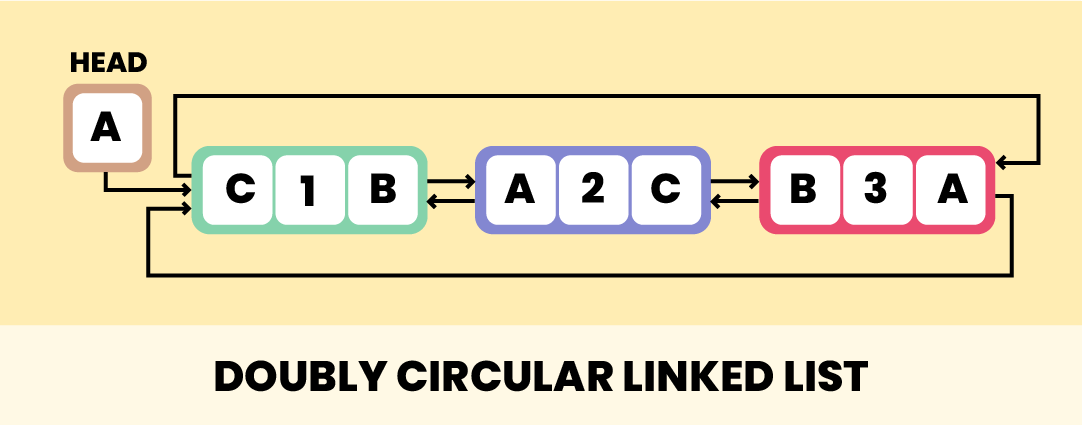 HEAD
A
C 1 B A 2 C B 3 A
DOUBLY CIRCULAR LINKED LIST